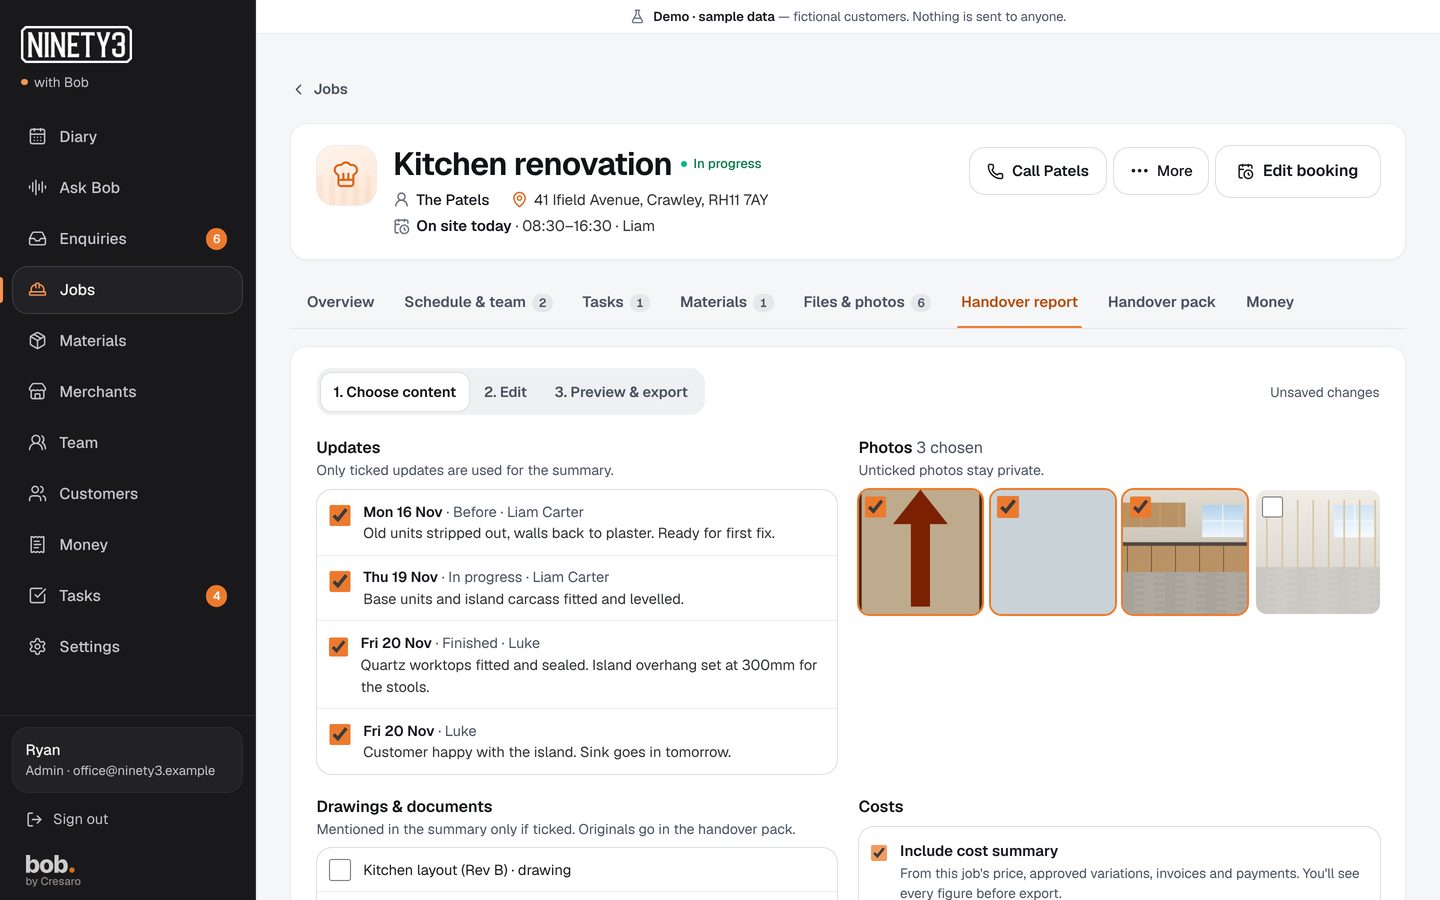 Demo · sample data — fictional customers. Nothing is sent to anyone.
NINETY3
with Bob
Diary
Ask Bob
Enquiries 6
Jobs
Materials
Merchants
Team
Customers
Money
Tasks 4
Settings
Ryan
Admin · office@ninety3.example
Sign out
bob.
by Cresaro
Jobs
Kitchen renovation In progress
The Patels 41 Ifield Avenue, Crawley, RH11 7AY
On site today · 08:30–16:30 · Liam
Call Patels More Edit booking
Overview Schedule & team 2 Tasks 1 Materials 1 Files & photos 6 Handover report Handover pack Money
1. Choose content 2. Edit 3. Preview & export Unsaved changes
Updates
Only ticked updates are used for the summary.
Mon 16 Nov · Before · Liam Carter
Old units stripped out, walls back to plaster. Ready for first fix.
Thu 19 Nov · In progress · Liam Carter
Base units and island carcass fitted and levelled.
Fri 20 Nov · Finished · Luke
Quartz worktops fitted and sealed. Island overhang set at 300mm for
the stools.
Fri 20 Nov · Luke
Customer happy with the island. Sink goes in tomorrow.
Photos 3 chosen
Unticked photos stay private.
Drawings & documents
Mentioned in the summary only if ticked. Originals go in the handover pack.
Kitchen layout (Rev B) · drawing
Costs
Include cost summary
From this job's price, approved variations, invoices and payments. You'll see
every figure before export.